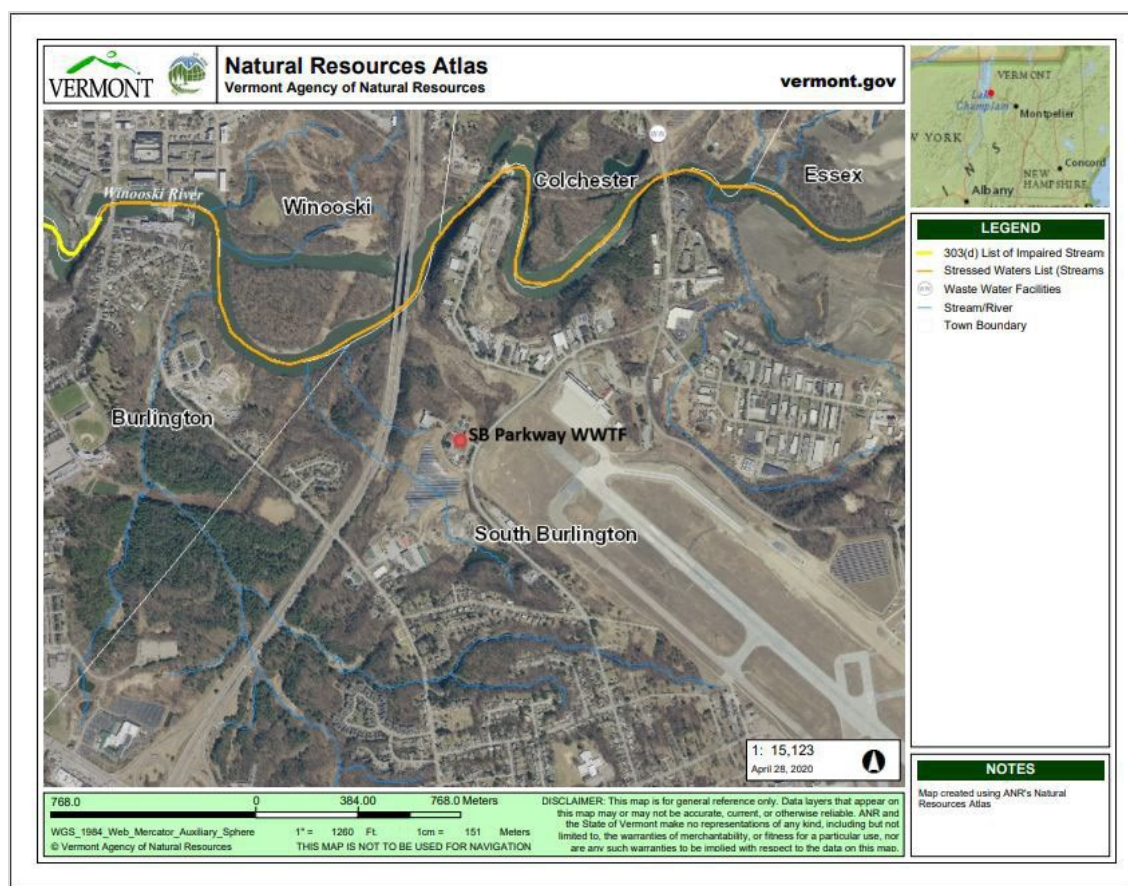 VERMONT
Natural Resources Atlas
Vermont Agency of Natural Resources
vermont.gov
VERMONT
Lake
Champlain
Montpelier
W YORK
Concord
NEW
HAMPSHIRE
Albany
I N S
Winooski River
Winooski
Colchester
Essex
WW
Burlington
SB Parkway WWTF
South Burlington
1: 15,123
April 28, 2020
LEGEND
303(d) List of Impaired Stream
Stressed Waters List (Streams
WW Waste Water Facilities
Stream/River
Town Boundary
NOTES
Map created using ANR's Natural
Resources Atlas
768.0 0 384.00 768.0 Meters
WGS_1984_Web_Mercator_Auxiliary_Sphere 1" = 1260 Ft. 1cm = 151 Meters
© Vermont Agency of Natural Resources THIS MAP IS NOT TO BE USED FOR NAVIGATION
DISCLAIMER: This map is for general reference only. Data layers that appear on
this map may or may not be accurate, current, or otherwise reliable. ANR and
the State of Vermont make no representations of any kind, including but not
limited to, the warranties of merchantability, or fitness for a particular use, nor
are any such warranties to be implied with respect to the data on this map.